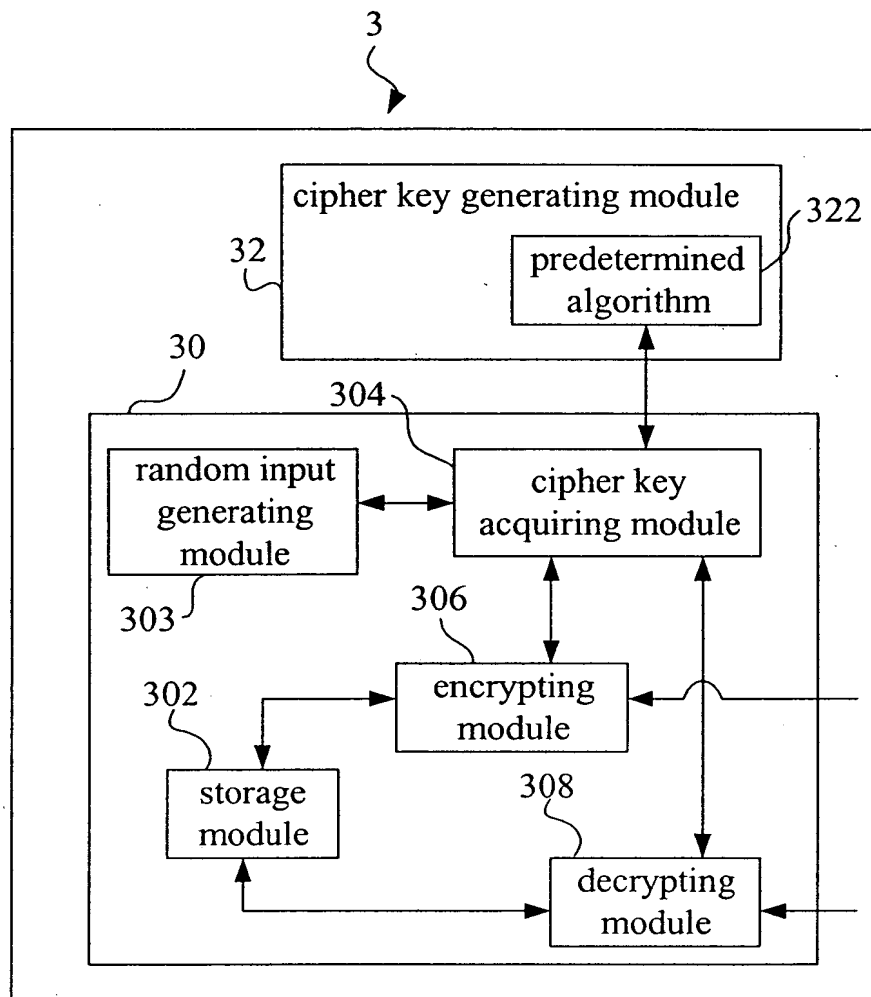 3
cipher key generating module
322
32
predetermined
algorithm
30
304
random input
generating
module
cipher key
acquiring module
303
306
encrypting
module
302
storage
module
308
decrypting
module